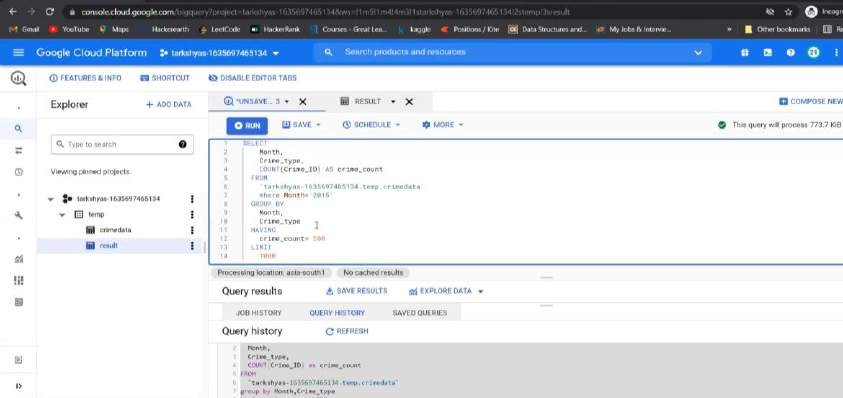 console.cloud.google.com/bigquery?project=tarkshyas-1635697465134&ws=!1m5!1m4!4m3!1starkshyas-1635697465134!2stemp!3sresult
Incogn
Gmail YouTube Maps Hackerearth LeetCode HackerRank Courses - Great Lea... kaggle Positions / Kite Data Structures and... My Jobs & Intervie... » Other bookmarks Re
Google Cloud Platform tarkshyas-1635697465134 Search products and resources
FEATURES & INFO SHORTCUT DISABLE EDITOR TABS
Explorer + ADD DATA *UNSAVE... 3 RESULT COMPOSE NEW
RUN SAVE SCHEDULE MORE This query will process 773.7 KiB
Type to search
Viewing pinned projects.
tarkshyas-1635697465134
temp
crimedata
result
1 SELECT
2 Month,
3 Crime_type,
4 COUNT(Crime_ID) AS crime_count
5 FROM
6 `tarkshyas-1635697465134.temp.crimedata`
7 where Month='2015'
8 GROUP BY
9 Month,
10 Crime_type
11 HAVING
12 crime_count> 500
13 LIMIT
14 1000
Processing location: asia-south1 No cached results
Query results SAVE RESULTS EXPLORE DATA
JOB HISTORY QUERY HISTORY SAVED QUERIES
Query history REFRESH
2 Month,
3 Crime_type,
4 COUNT(Crime_ID) as crime_count
5 FROM
6 `tarkshyas-1635697465134.temp.crimedata`
7 group by Month,Crime_type